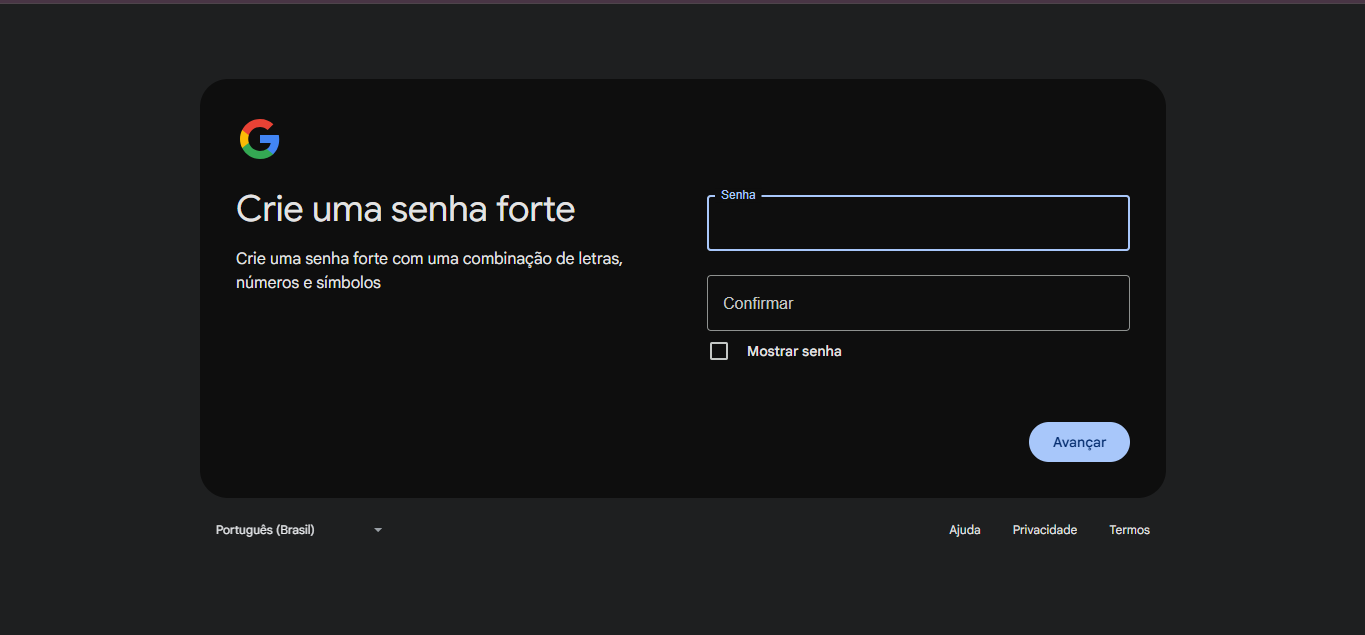 Crie uma senha forte
Crie uma senha forte com uma combinação de letras,
números e símbolos
Senha
Confirmar
Mostrar senha
Avançar
Português (Brasil)
Ajuda
Privacidade
Termos